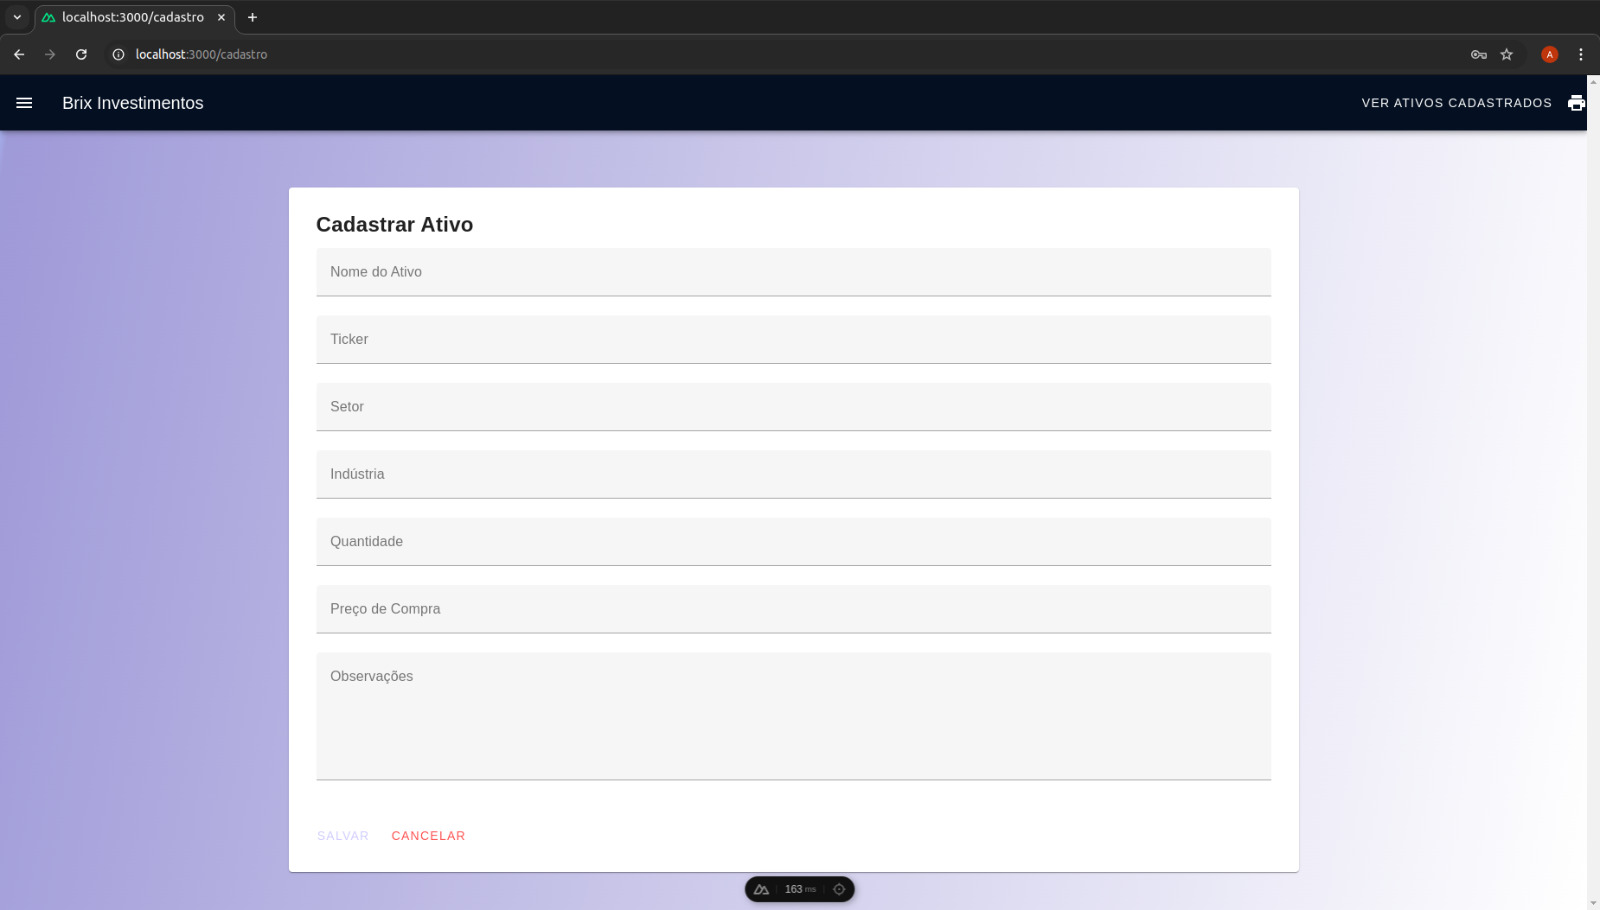 localhost:3000/cadastro
localhost:3000/cadastro
A
Brix Investimentos
VER ATIVOS CADASTRADOS
Cadastrar Ativo
Nome do Ativo
Ticker
Setor
Indústria
Quantidade
Preço de Compra
Observações
SALVAR
CANCELAR
163 ms